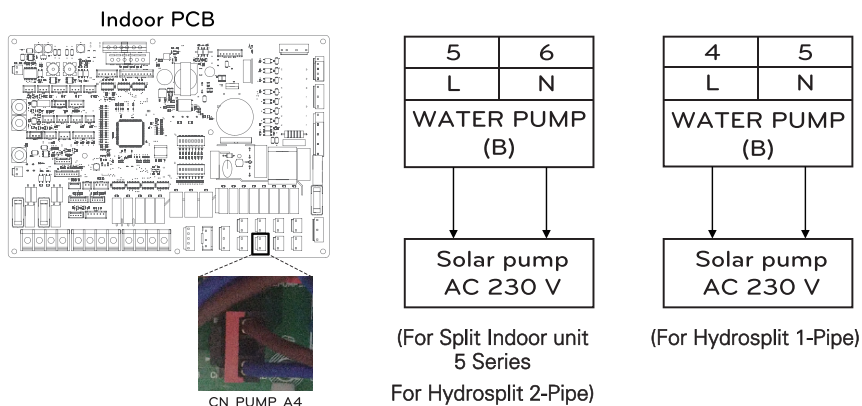 Indoor PCB
CN_PUMP_A4
5 6
L N
WATER PUMP
(B)
Solar pump
AC 230 V
(For Split Indoor unit
5 Series
For Hydrosplit 2-Pipe)
4 5
L N
WATER PUMP
(B)
Solar pump
AC 230 V
(For Hydrosplit 1-Pipe)